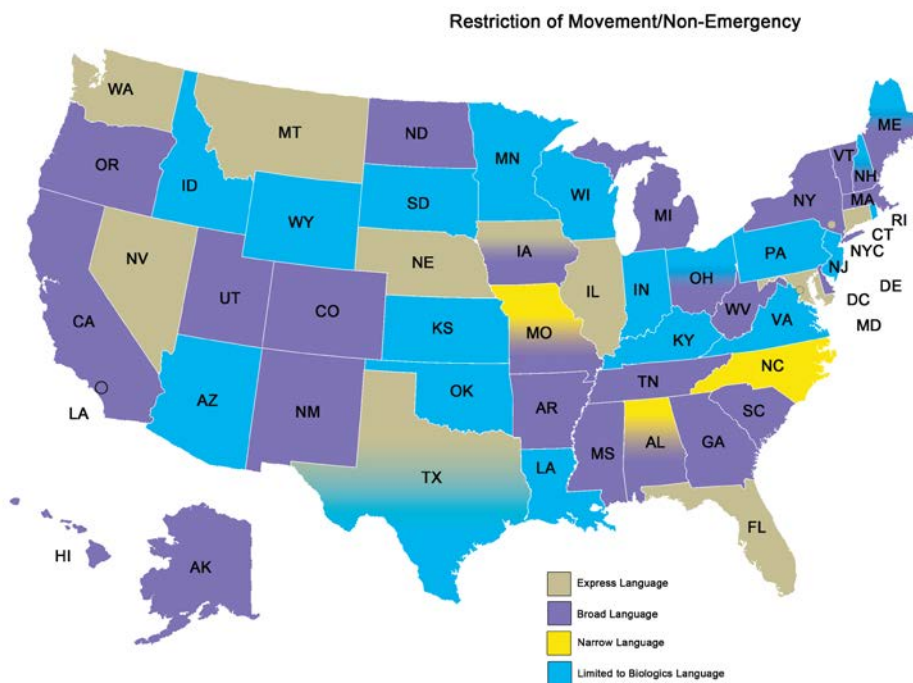 Restriction of Movement/Non-Emergency
WA
MT
ND
MN
ME
VT
NH
OR
ID
WY
SD
WI
MI
NY
MA
RI
CT
NYC
NV
NE
IA
IL
IN
OH
PA
NJ
DE
DC
MD
CA
UT
CO
KS
MO
KY
WV
VA
LA
AZ
NM
OK
AR
TN
NC
SC
TX
LA
MS
AL
GA
FL
HI
AK
Express Language
Broad Language
Narrow Language
Limited to Biologics Language